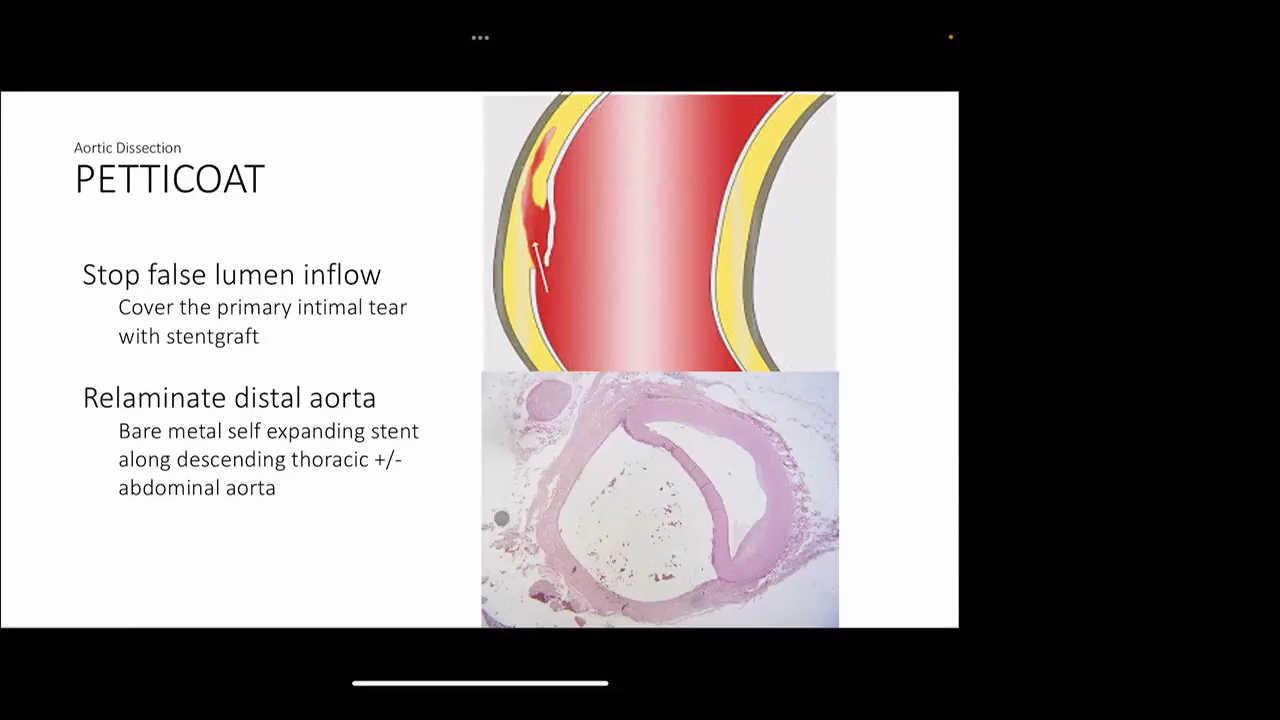 Aortic Dissection
PETTICOAT
Stop false lumen inflow
Cover the primary intimal tear
with stentgraft
Relaminate distal aorta
Bare metal self expanding stent
along descending thoracic +/-
abdominal aorta